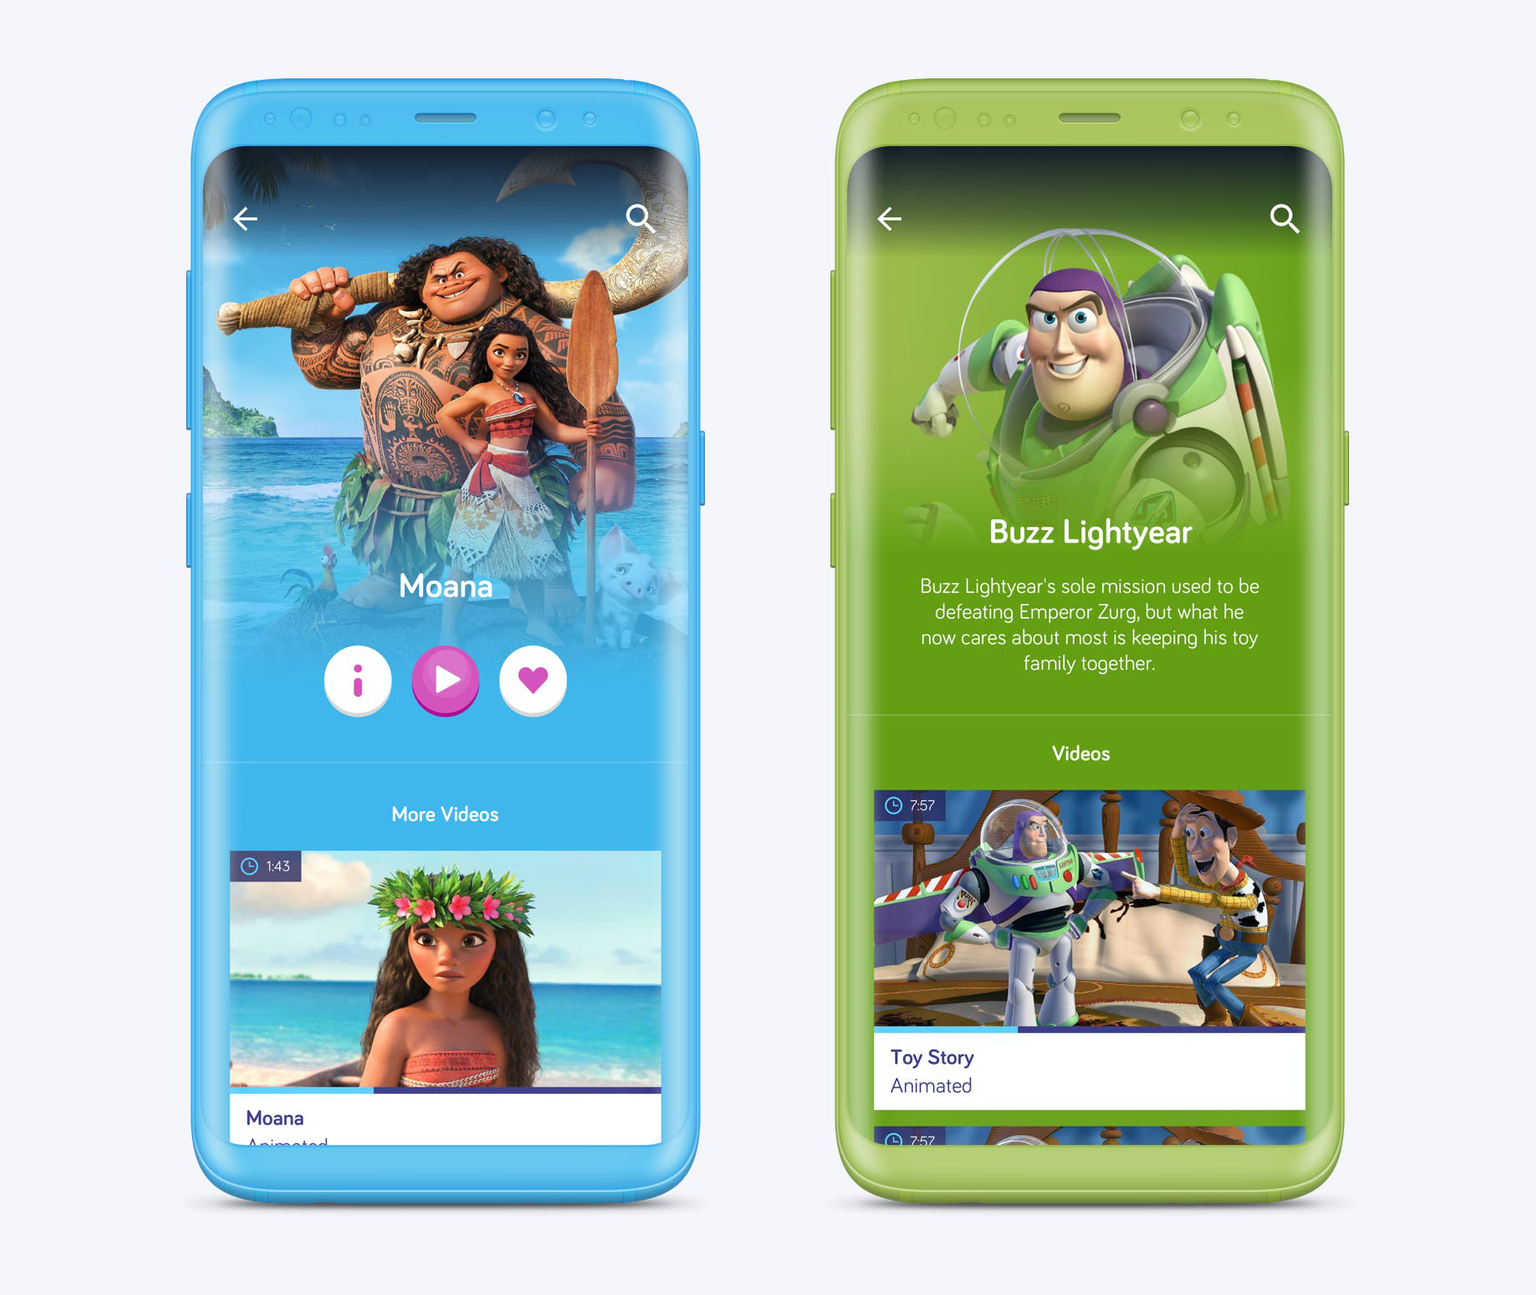 Moana
More Videos
1:43
Moana
Animated
Buzz Lightyear
Buzz Lightyear's sole mission used to be
defeating Emperor Zurg, but what he
now cares about most is keeping his toy
family together.
Videos
7:57
Toy Story
Animated
7:57